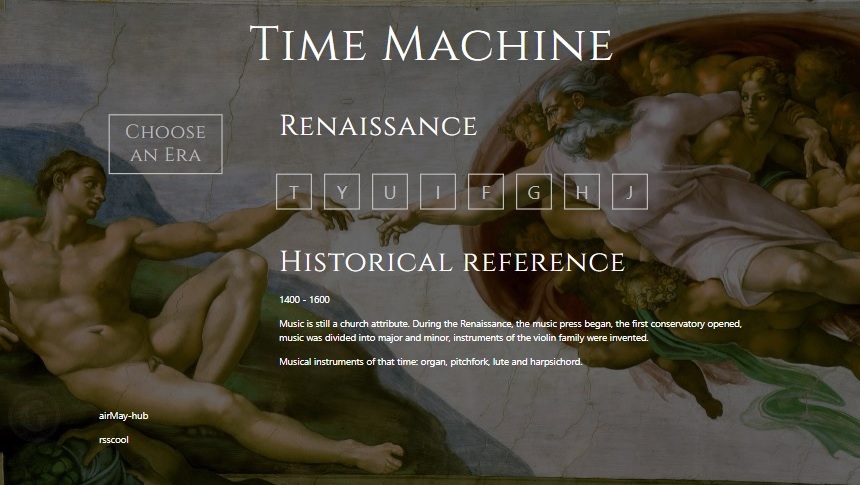 Time Machine
Choose
an Era
Renaissance
T Y U I F G H J
Historical reference
1400 - 1600
Music is still a church attribute. During the Renaissance, the music press began, the first conservatory opened,
music was divided into major and minor, instruments of the violin family were invented.
Musical instruments of that time: organ, pitchfork, lute and harpsichord.
airMay-hub
rsscool